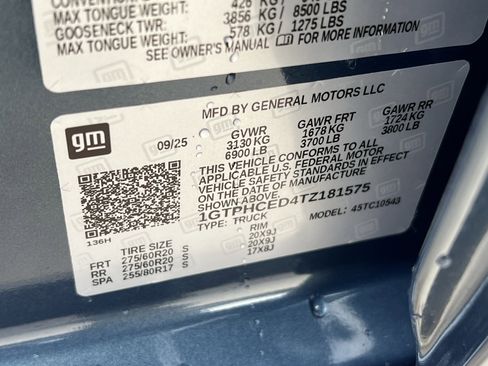 MAX TONGUE WEIGHT: 426 KG/
3856 KG / 8500 LBS
GOOSENECK TWR:
MAX TONGUE WEIGHT: 578 KG / 1275 LBS
SEE OWNER'S MANUAL gm FOR MORE INFORMATION
MFD BY GENERAL MOTORS LLC
gm
09/25 GVWR GAWR FRT GAWR RR
3130 KG 1678 KG 1724 KG
6900 LB 3700 LB 3800 LB
THIS VEHICLE CONFORMS TO ALL
APPLICABLE U.S. FEDERAL MOTOR
VEHICLE SAFETY STANDARDS IN EFFECT
ON THE DATE OF MANUFACTURE
SHOWN ABOVE.
1GTPHCED4TZ181575
TYPE: TRUCK MODEL: 4STC10543
136H
TIRE SIZE RIM
FRT 275/60R20 S 20X9J
RR 275/60R20 S 20X9J
SPA 255/80R17 S 17X8J